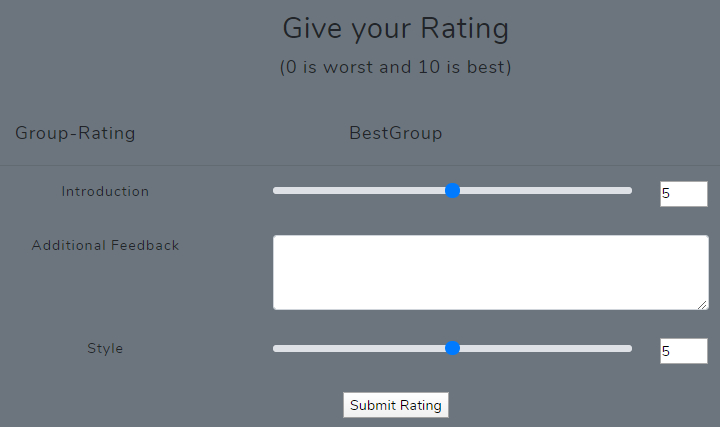 Give your Rating
(0 is worst and 10 is best)
Group-Rating BestGroup
Introduction 5
Additional Feedback
Style 5
Submit Rating